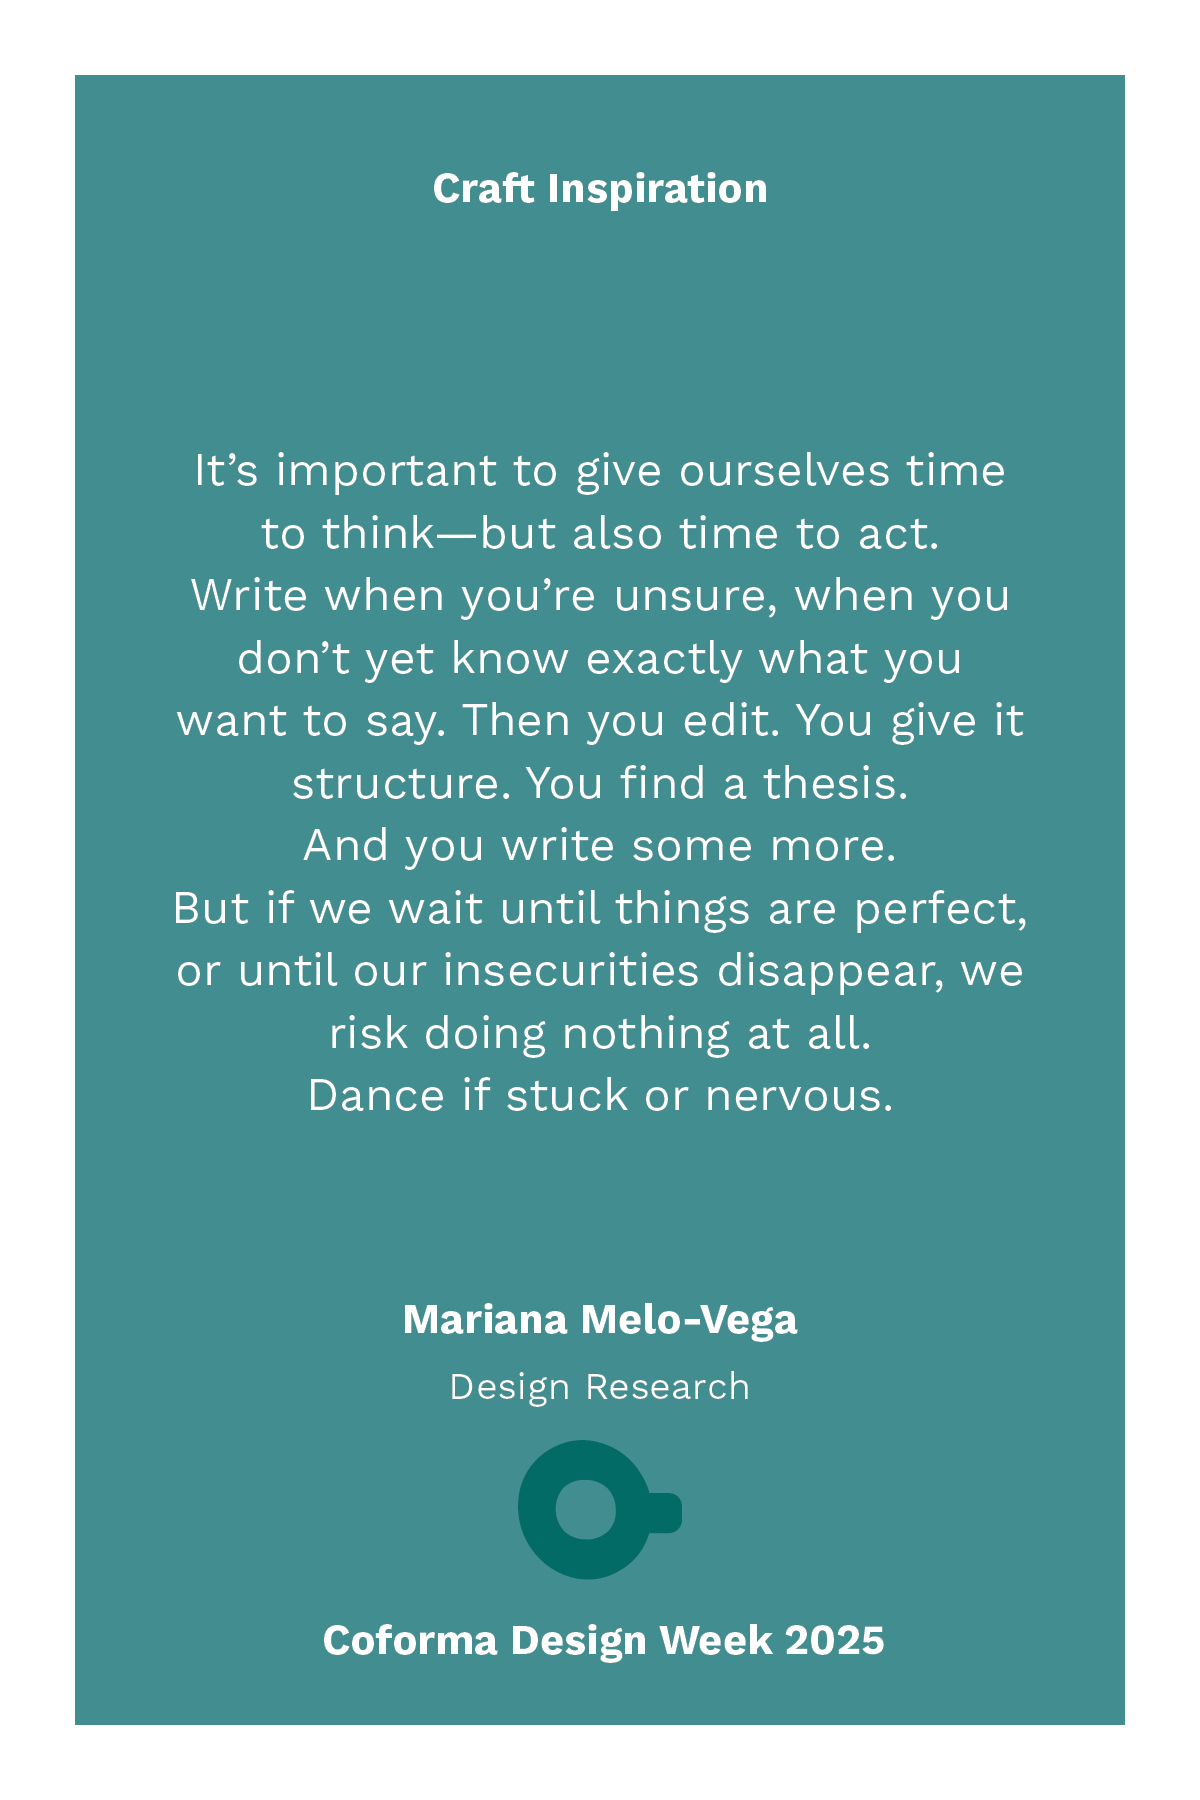 Craft Inspiration
It’s important to give ourselves time
to think—but also time to act.
Write when you’re unsure, when you
don’t yet know exactly what you
want to say. Then you edit. You give it
structure. You find a thesis.
And you write some more.
But if we wait until things are perfect,
or until our insecurities disappear, we
risk doing nothing at all.
Dance if stuck or nervous.
Mariana Melo-Vega
Design Research
Coforma Design Week 2025